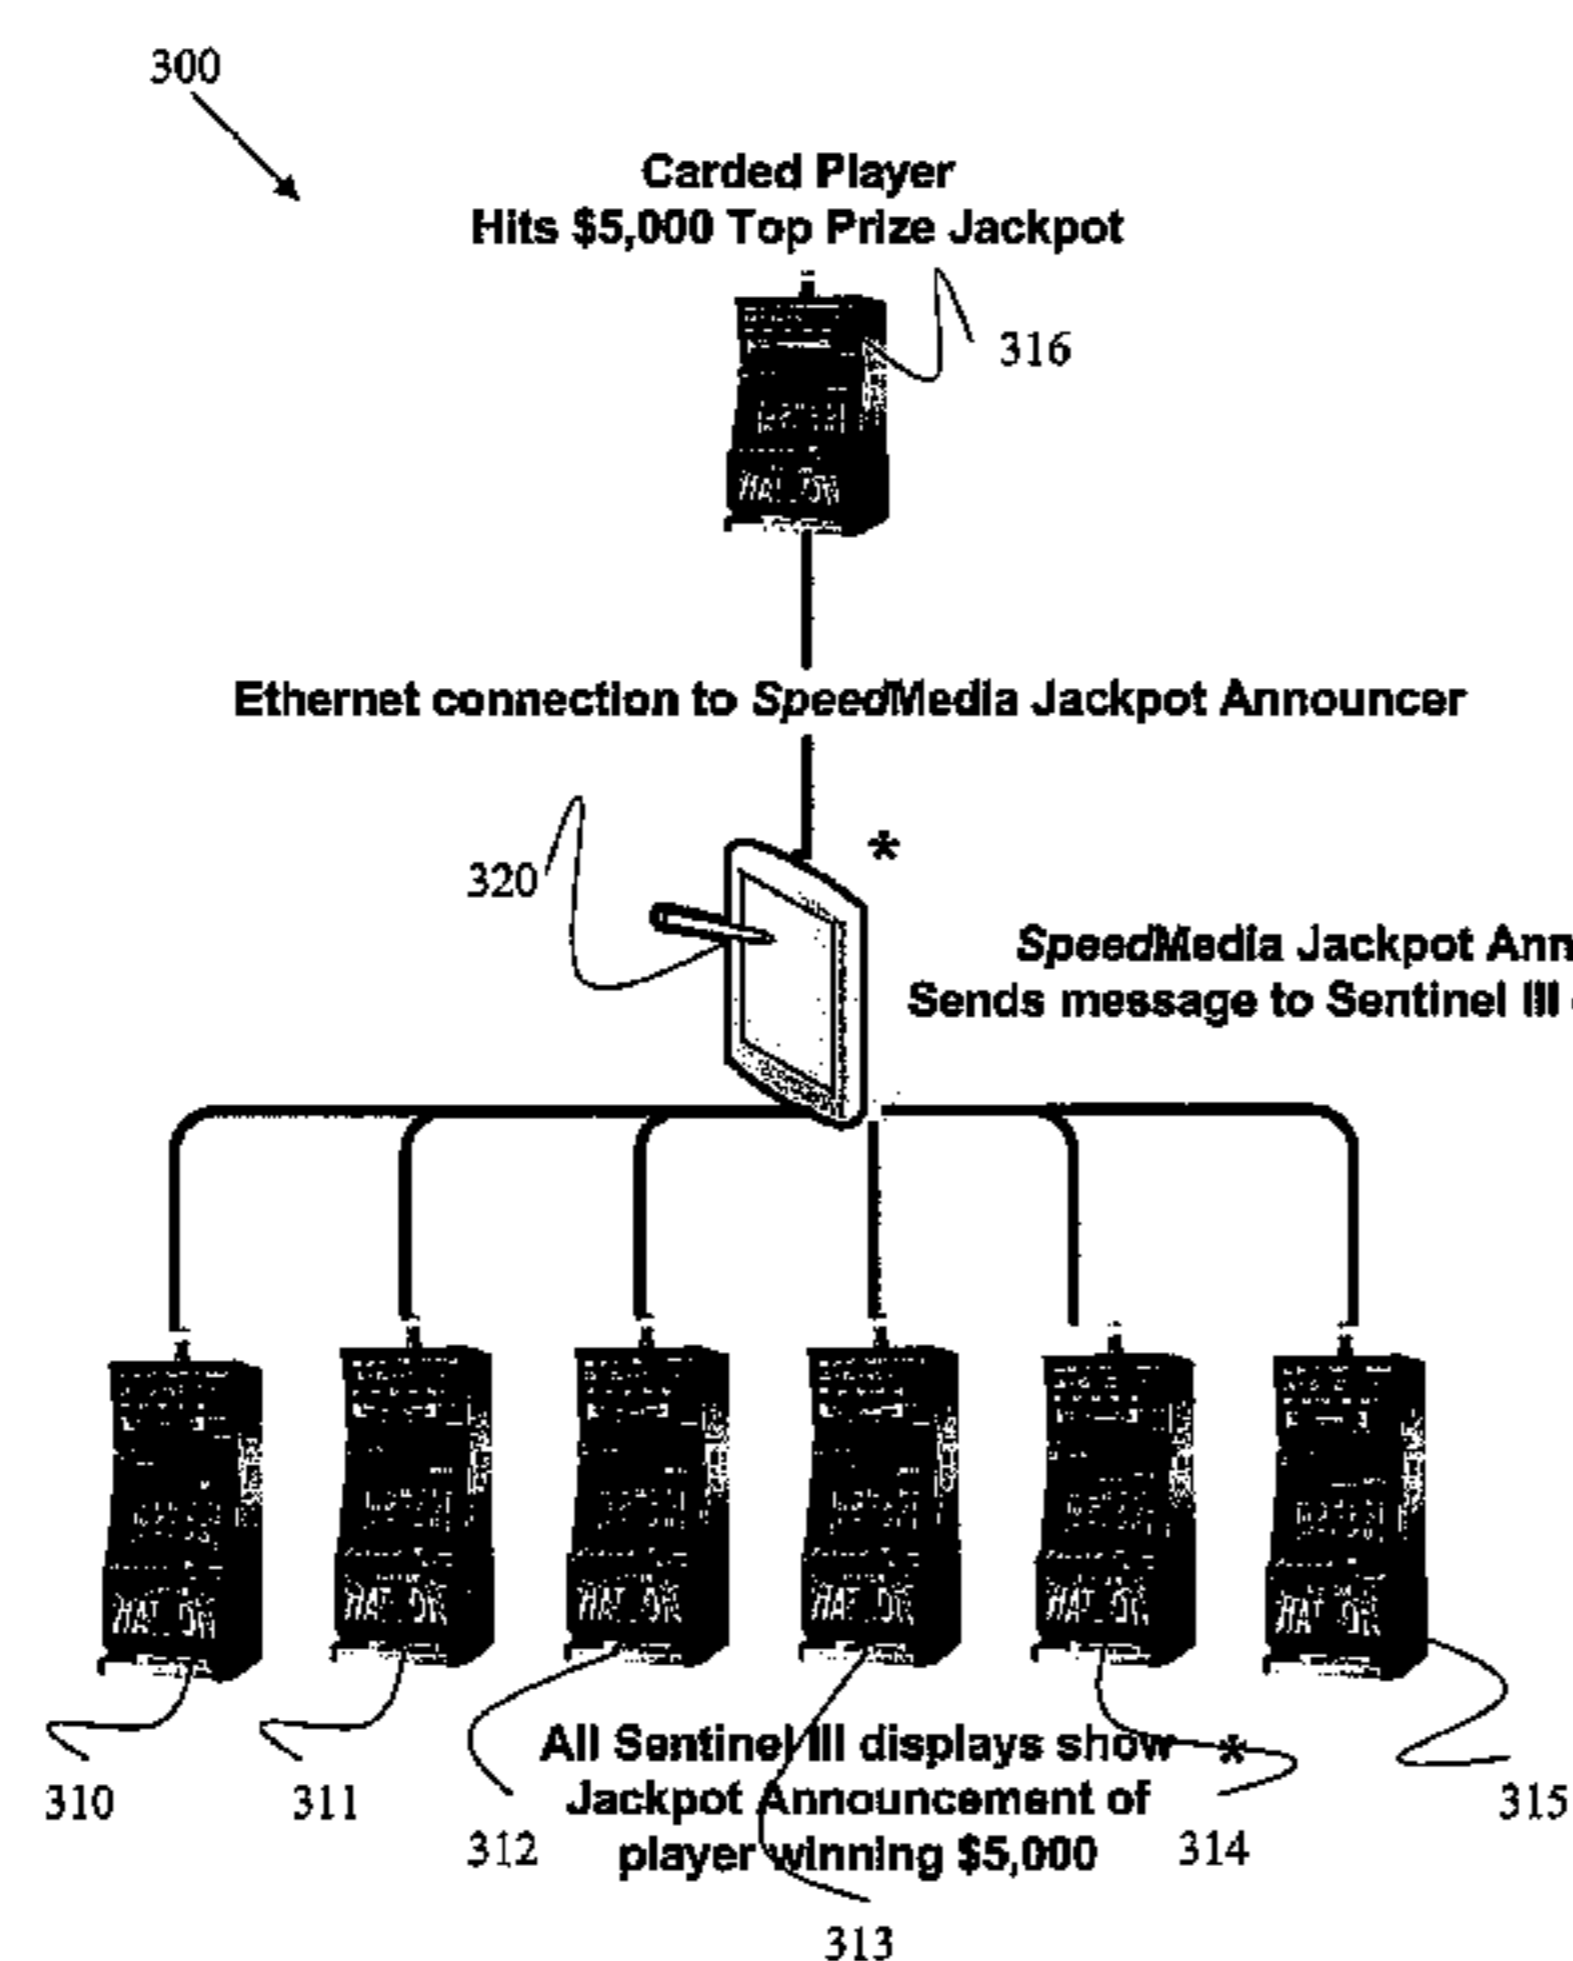 300
Carded Player
Hits $5,000 Top Prize Jackpot
316
Ethernet connection to SpeedMedia Jackpot Announcer
*
320
SpeedMedia Jackpot Ann
Sends message to Sentinel III
All Sentinel III displays show *
Jackpot Announcement of
player winning $5,000
310
311
312
313
314
315